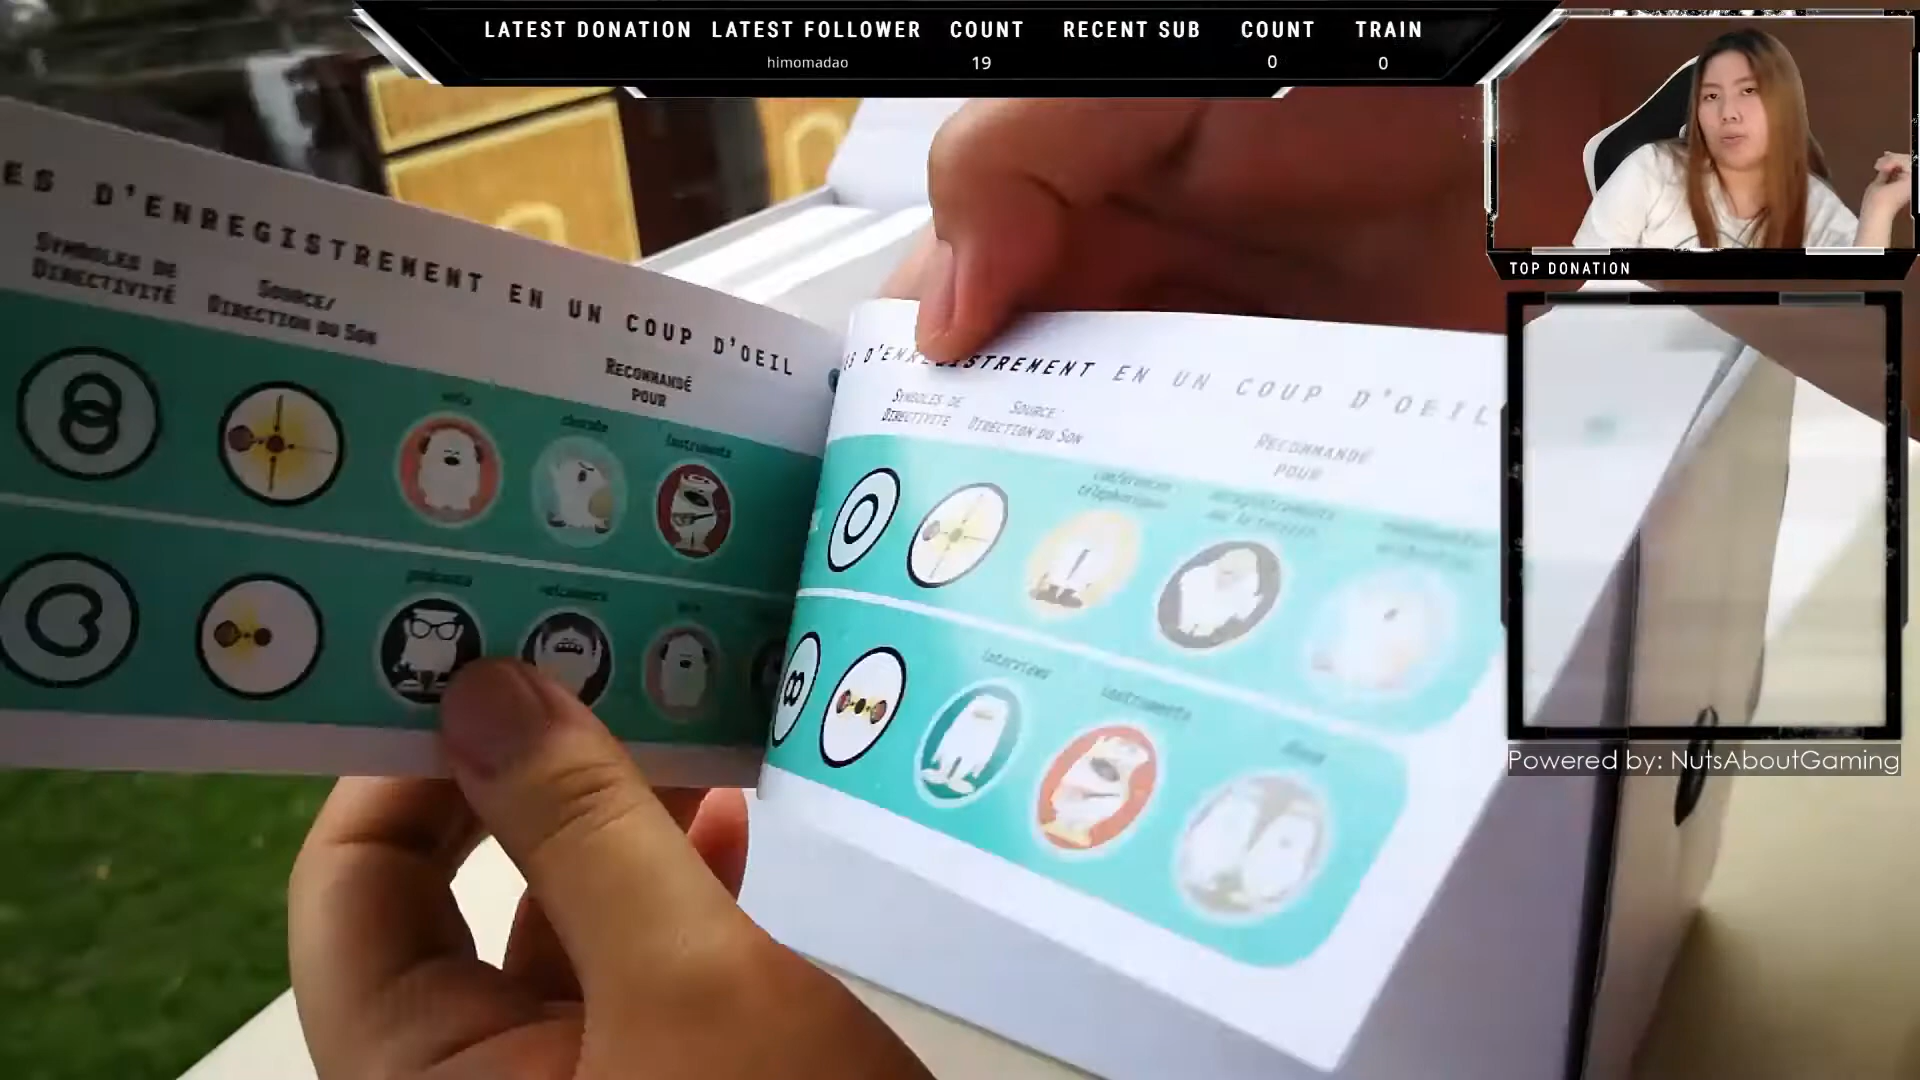 LATEST DONATION LATEST FOLLOWER COUNT RECENT SUB COUNT TRAIN
himomadao 19 0 0
TOP DONATION
Powered by: NutsAboutGaming
ES D'ENREGISTREMENT EN UN COUP D'OEIL
SYMBOLES DE
DIRECTIVITÉ
SOURCE/
DIRECTION DU SON
RECOMMANDÉ
POUR
voix chorale instruments
podcasts
D'ENREGISTREMENT EN UN COUP D'OEIL
SYMBOLES DE
DIRECTIVITÉ
SOURCE
DIRECTION DU SON
RECOMMANDÉ
POUR
conférences
téléphoniques
interviews instruments